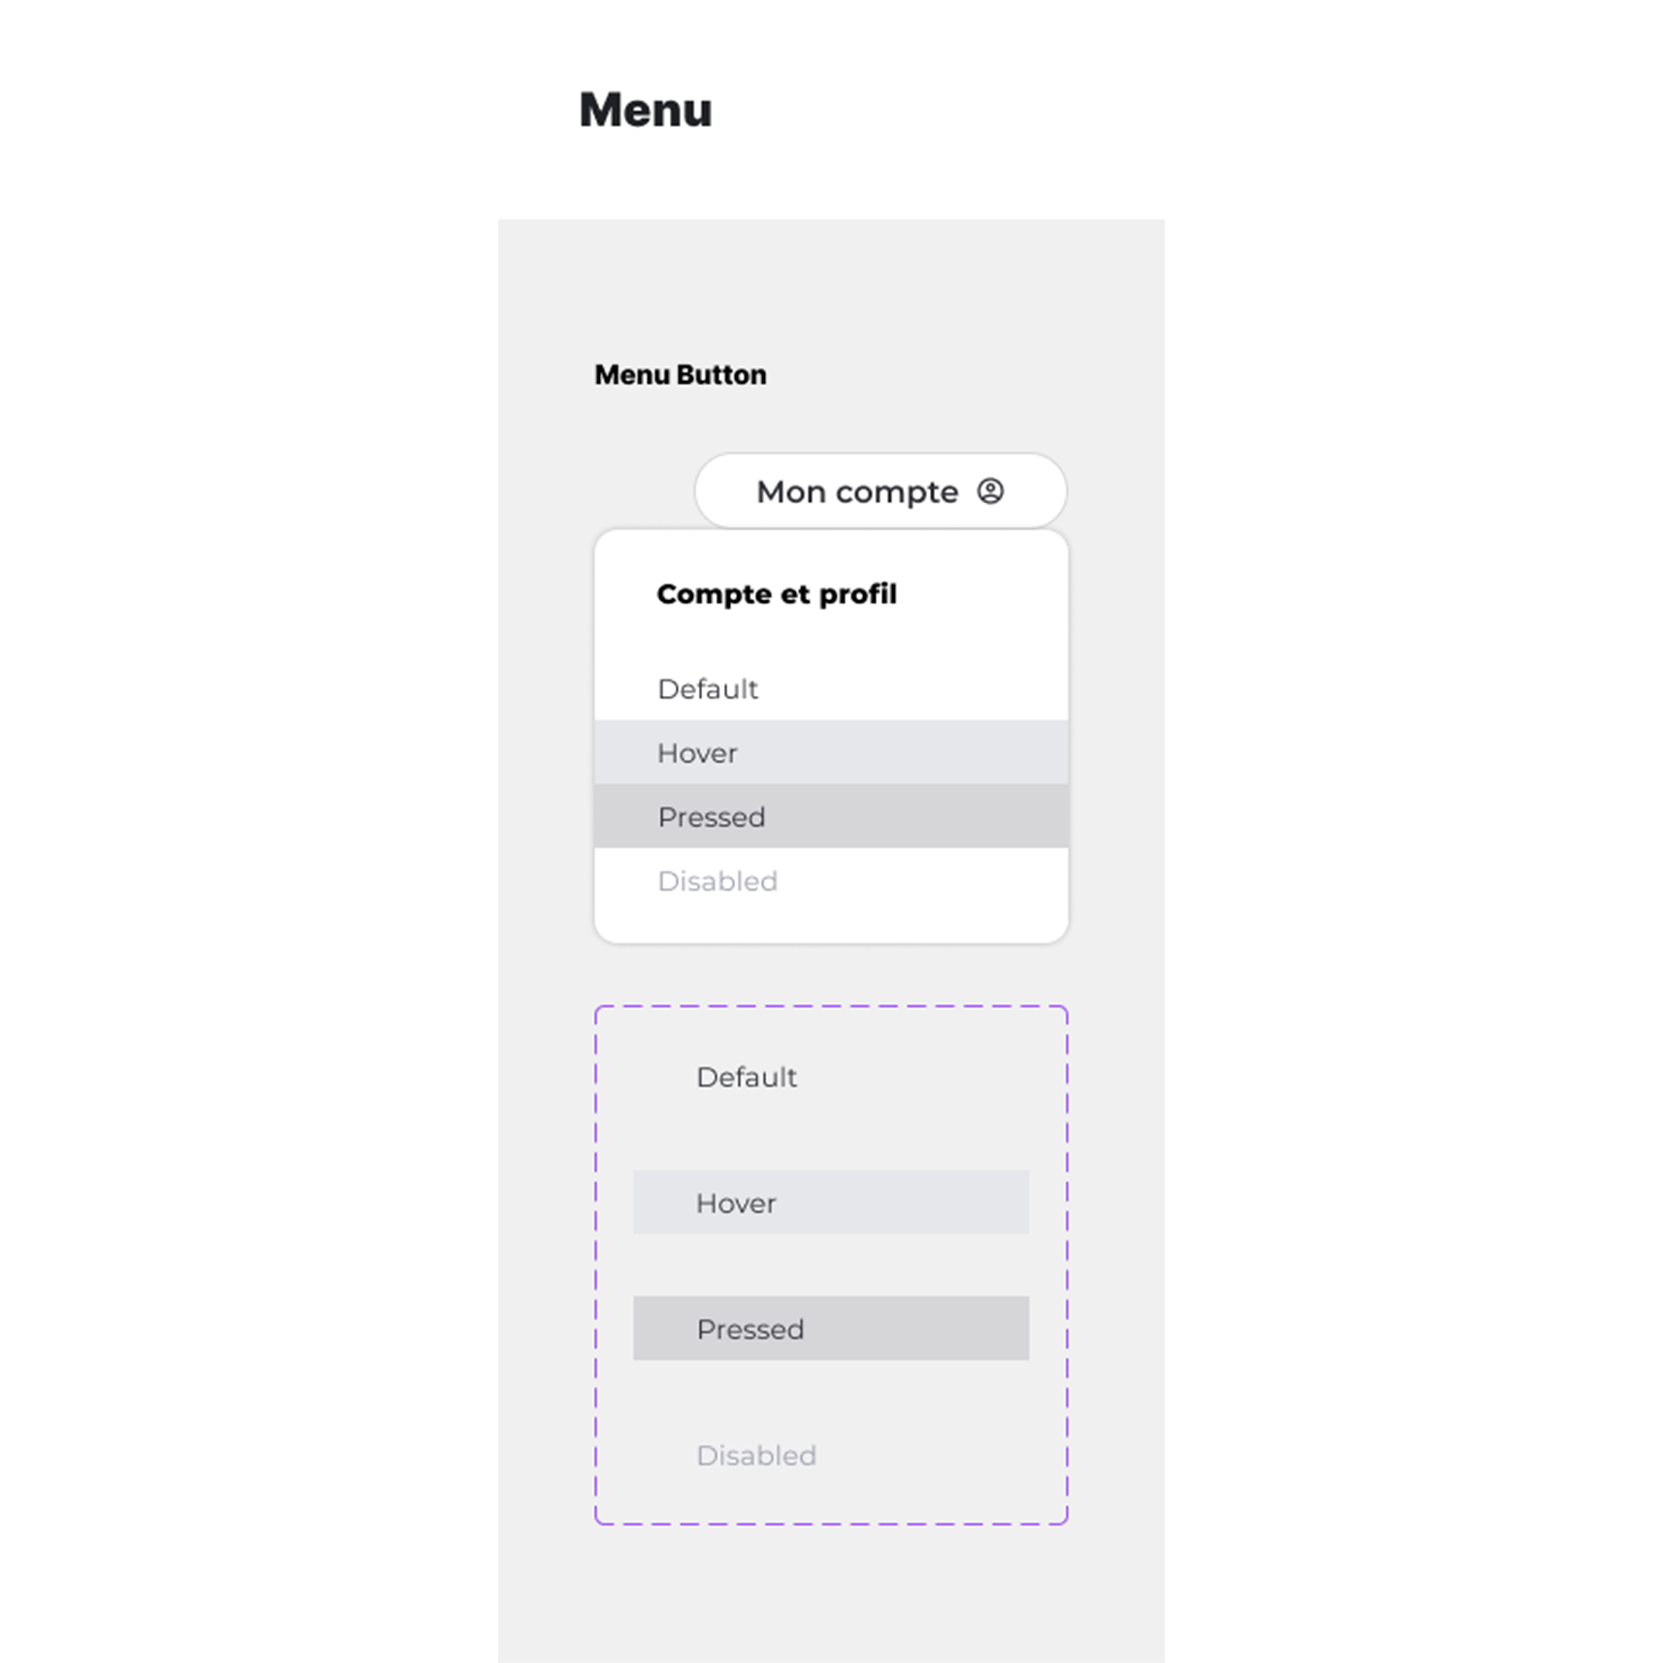 Menu
Menu Button
Mon compte
Compte et profil
Default
Hover
Pressed
Disabled
Default
Hover
Pressed
Disabled